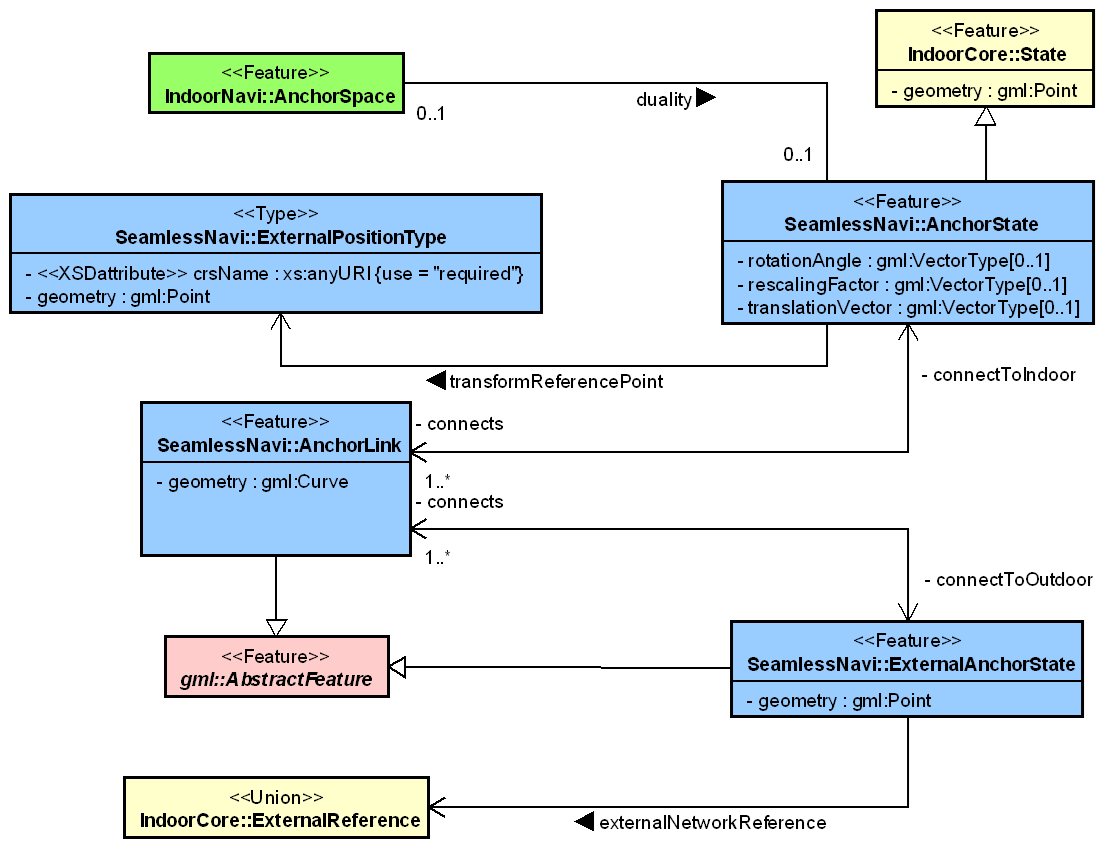 <<Feature>>
IndoorCore::State
- geometry : gml:Point
<<Feature>>
IndoorNavi::AnchorSpace
0..1
duality
0..1
<<Type>>
SeamlessNavi::ExternalPositionType
- <<XSDattribute>> crsName : xs:anyURI {use = "required"}
- geometry : gml:Point
<<Feature>>
SeamlessNavi::AnchorState
- rotationAngle : gml:VectorType[0..1]
- rescalingFactor : gml:VectorType[0..1]
- translationVector : gml:VectorType[0..1]
transformReferencePoint
- connectToIndoor
<<Feature>>
SeamlessNavi::AnchorLink
- geometry : gml:Curve
- connects
1..*
- connects
1..*
- connectToOutdoor
<<Feature>>
gml::AbstractFeature
<<Feature>>
SeamlessNavi::ExternalAnchorState
- geometry : gml:Point
<<Union>>
IndoorCore::ExternalReference
externalNetworkReference